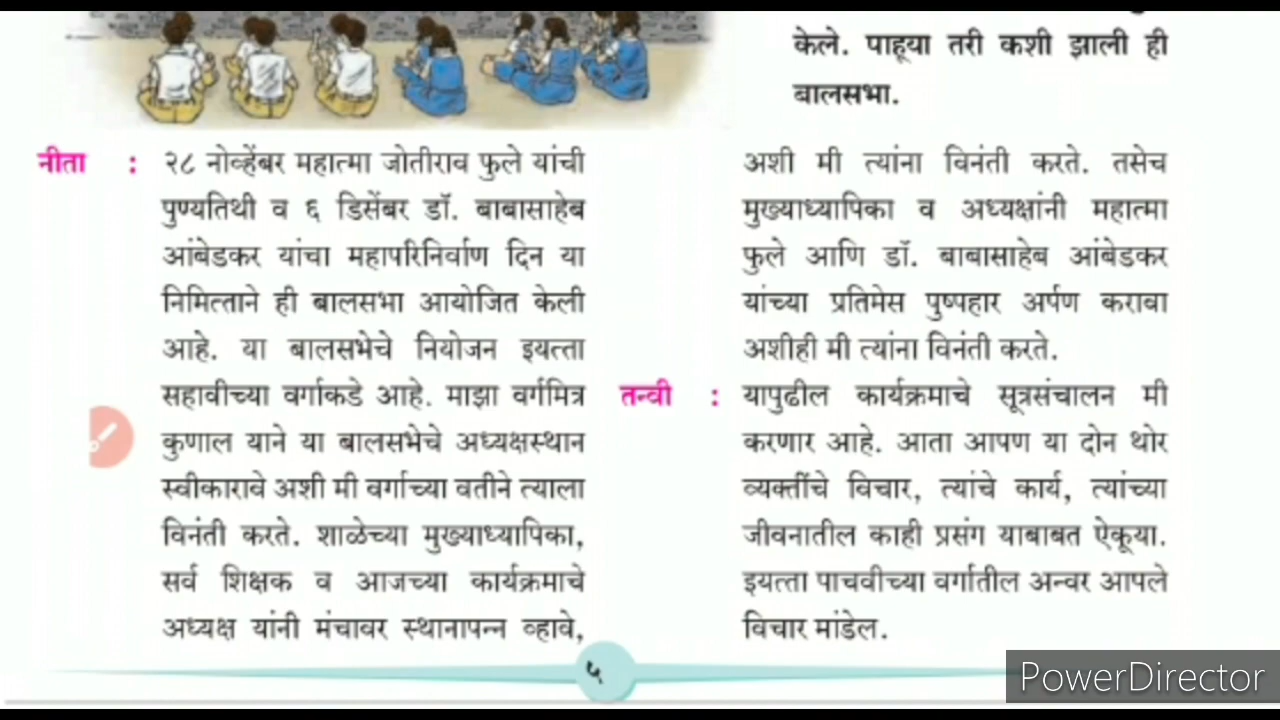 केले. पाहूया तरी कशी झाली ही
बालसभा.
नीता : २८ नोव्हेंबर महात्मा जोतीराव फुले यांची
पुण्यतिथी व ६ डिसेंबर डॉ. बाबासाहेब
आंबेडकर यांचा महापरिनिर्वाण दिन या
निमित्ताने ही बालसभा आयोजित केली
आहे. या बालसभेचे नियोजन इयत्ता
सहावीच्या वर्गाकडे आहे. माझा वर्गमित्र
कुणाल याने या बालसभेचे अध्यक्षस्थान
स्वीकारावे अशी मी वर्गाच्या वतीने त्याला
विनंती करते. शाळेच्या मुख्याध्यापिका,
सर्व शिक्षक व आजच्या कार्यक्रमाचे
अध्यक्ष यांनी मंचावर स्थानापन्न व्हावे,
अशी मी त्यांना विनंती करते. तसेच
मुख्याध्यापिका व अध्यक्षांनी महात्मा
फुले आणि डॉ. बाबासाहेब आंबेडकर
यांच्या प्रतिमेस पुष्पहार अर्पण करावा
अशीही मी त्यांना विनंती करते.
तन्वी : यापुढील कार्यक्रमाचे सूत्रसंचालन मी
करणार आहे. आता आपण या दोन थोर
व्यक्तींचे विचार, त्यांचे कार्य, त्यांच्या
जीवनातील काही प्रसंग याबाबत ऐकूया.
इयत्ता पाचवीच्या वर्गातील अन्वर आपले
विचार मांडेल.
५
PowerDirector